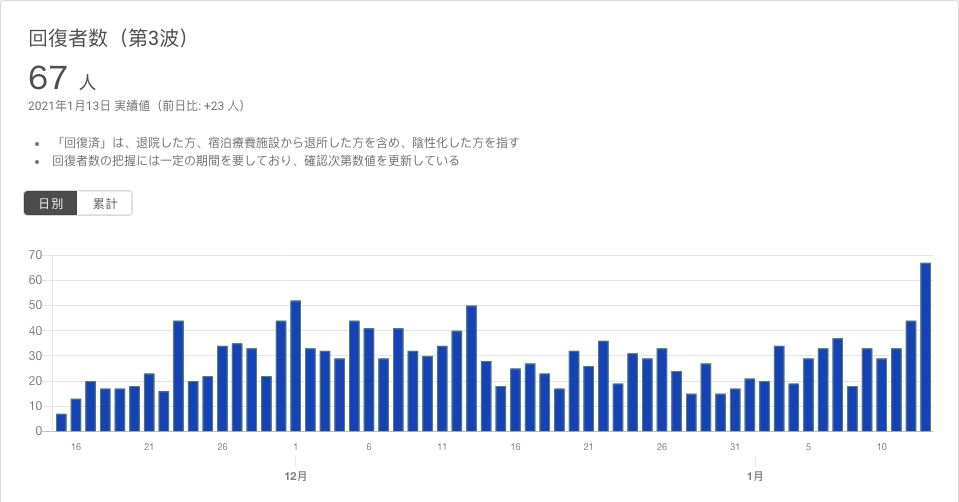 回復者数（第3波）
67 人
2021年1月13日 実績値（前日比: +23 人）
• 「回復済」は、退院した方、宿泊療養施設から退所した方を含め、陰性化した方を指す
• 回復者数の把握には一定の期間を要しており、確認次第数値を更新している
日別 累計
70
60
50
40
30
20
10
0
16 21 26 1 6 11 16 21 26 31 5 10
12月 1月